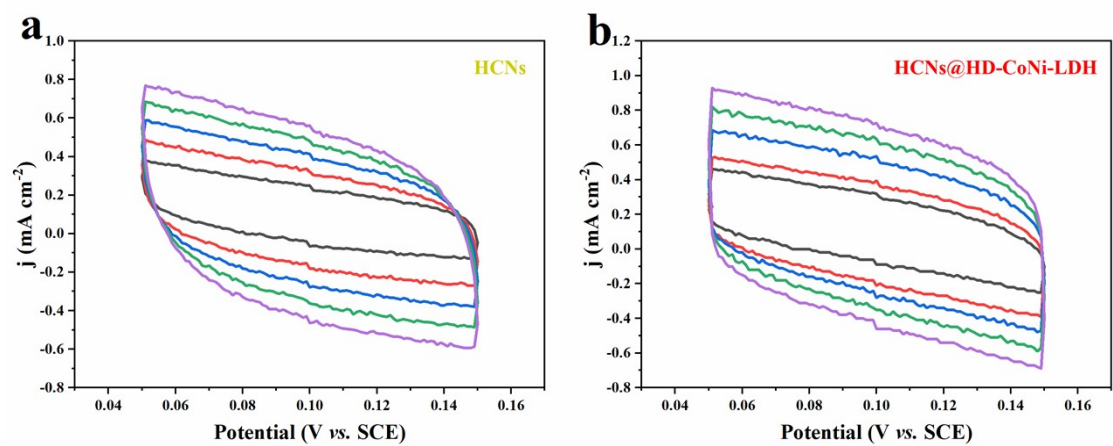 a
HCNs
1.0
0.8
0.6
0.4
0.2
0.0
-0.2
-0.4
-0.6
-0.8
j (mA cm⁻²)
0.04 0.06 0.08 0.10 0.12 0.14 0.16
Potential (V vs. SCE)
b
HCNs@HD-CoNi-LDH
1.2
1.0
0.8
0.6
0.4
0.2
0.0
-0.2
-0.4
-0.6
-0.8
j (mA cm⁻²)
0.04 0.06 0.08 0.10 0.12 0.14 0.16
Potential (V vs. SCE)